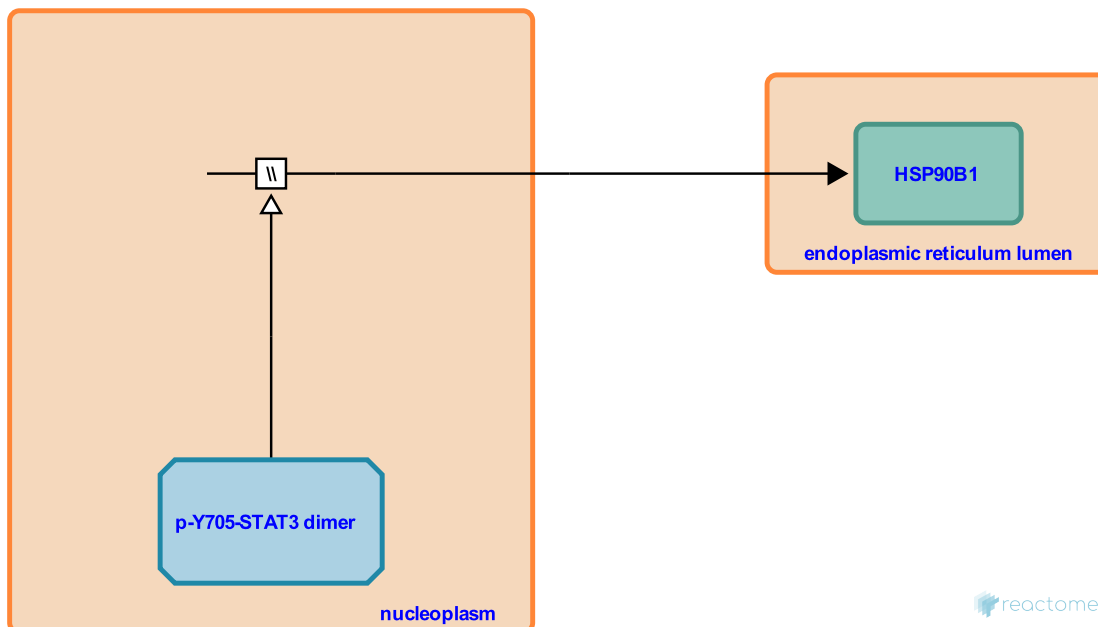 \\
HSP90B1
endoplasmic reticulum lumen
p-Y705-STAT3 dimer
reactome
nucleoplasm